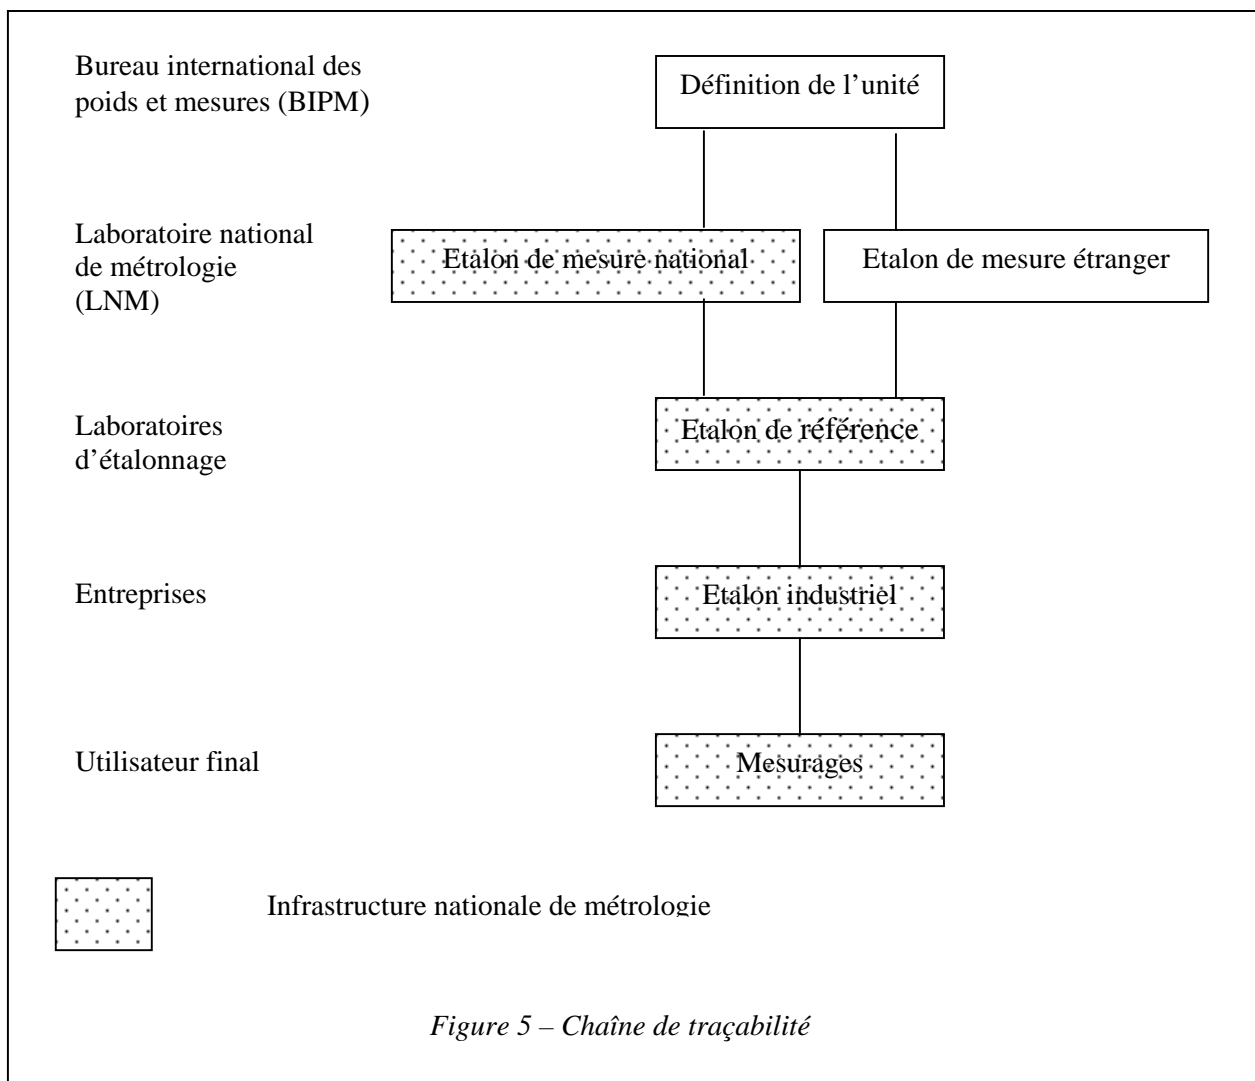 Bureau international des
poids et mesures (BIPM)
Définition de l’unité
Laboratoire national
de métrologie
(LNM)
Etalon de mesure national
Etalon de mesure étranger
Laboratoires
d’étalonnage
Etalon de référence
Entreprises
Etalon industriel
Utilisateur final
Mesurages
Infrastructure nationale de métrologie
Figure 5 – Chaîne de traçabilité